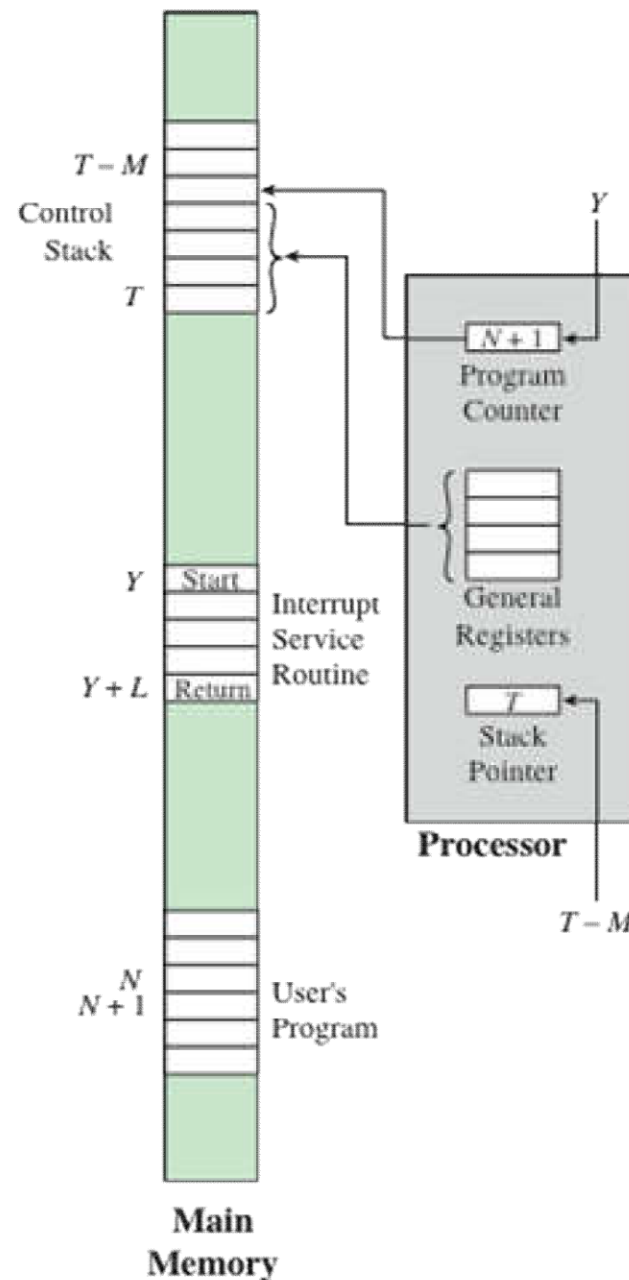 T – M
Control
Stack
T
Y
N + 1
Program
Counter
General
Registers
T
Stack
Pointer
Processor
T – M
Y
Start
Interrupt
Service
Routine
Y + L
Return
N
N + 1
User's
Program
Main
Memory